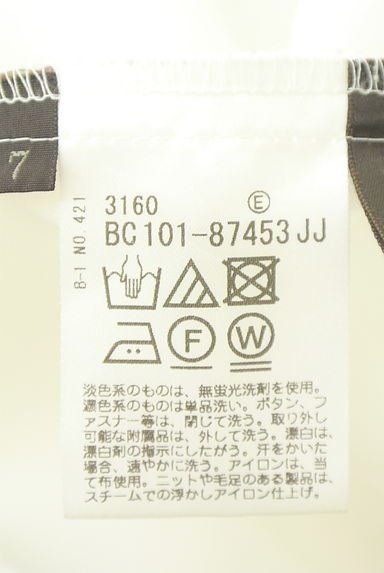 7
B-1 NO. 421
3160 E
BC101-87453JJ
F W
淡色系のものは、無蛍光洗剤を使用。
濃色系のものは単品洗い。ボタン、フ
ァスナー等は、閉じて洗う。取り外し
可能な附属品は、外して洗う。漂白は、
漂白剤の指示にしたがう。汗をかいた
場合、速やかに洗う。アイロンは、当
て布使用。ニットや毛足のある製品は、
スチームでの浮かしアイロン仕上げ。